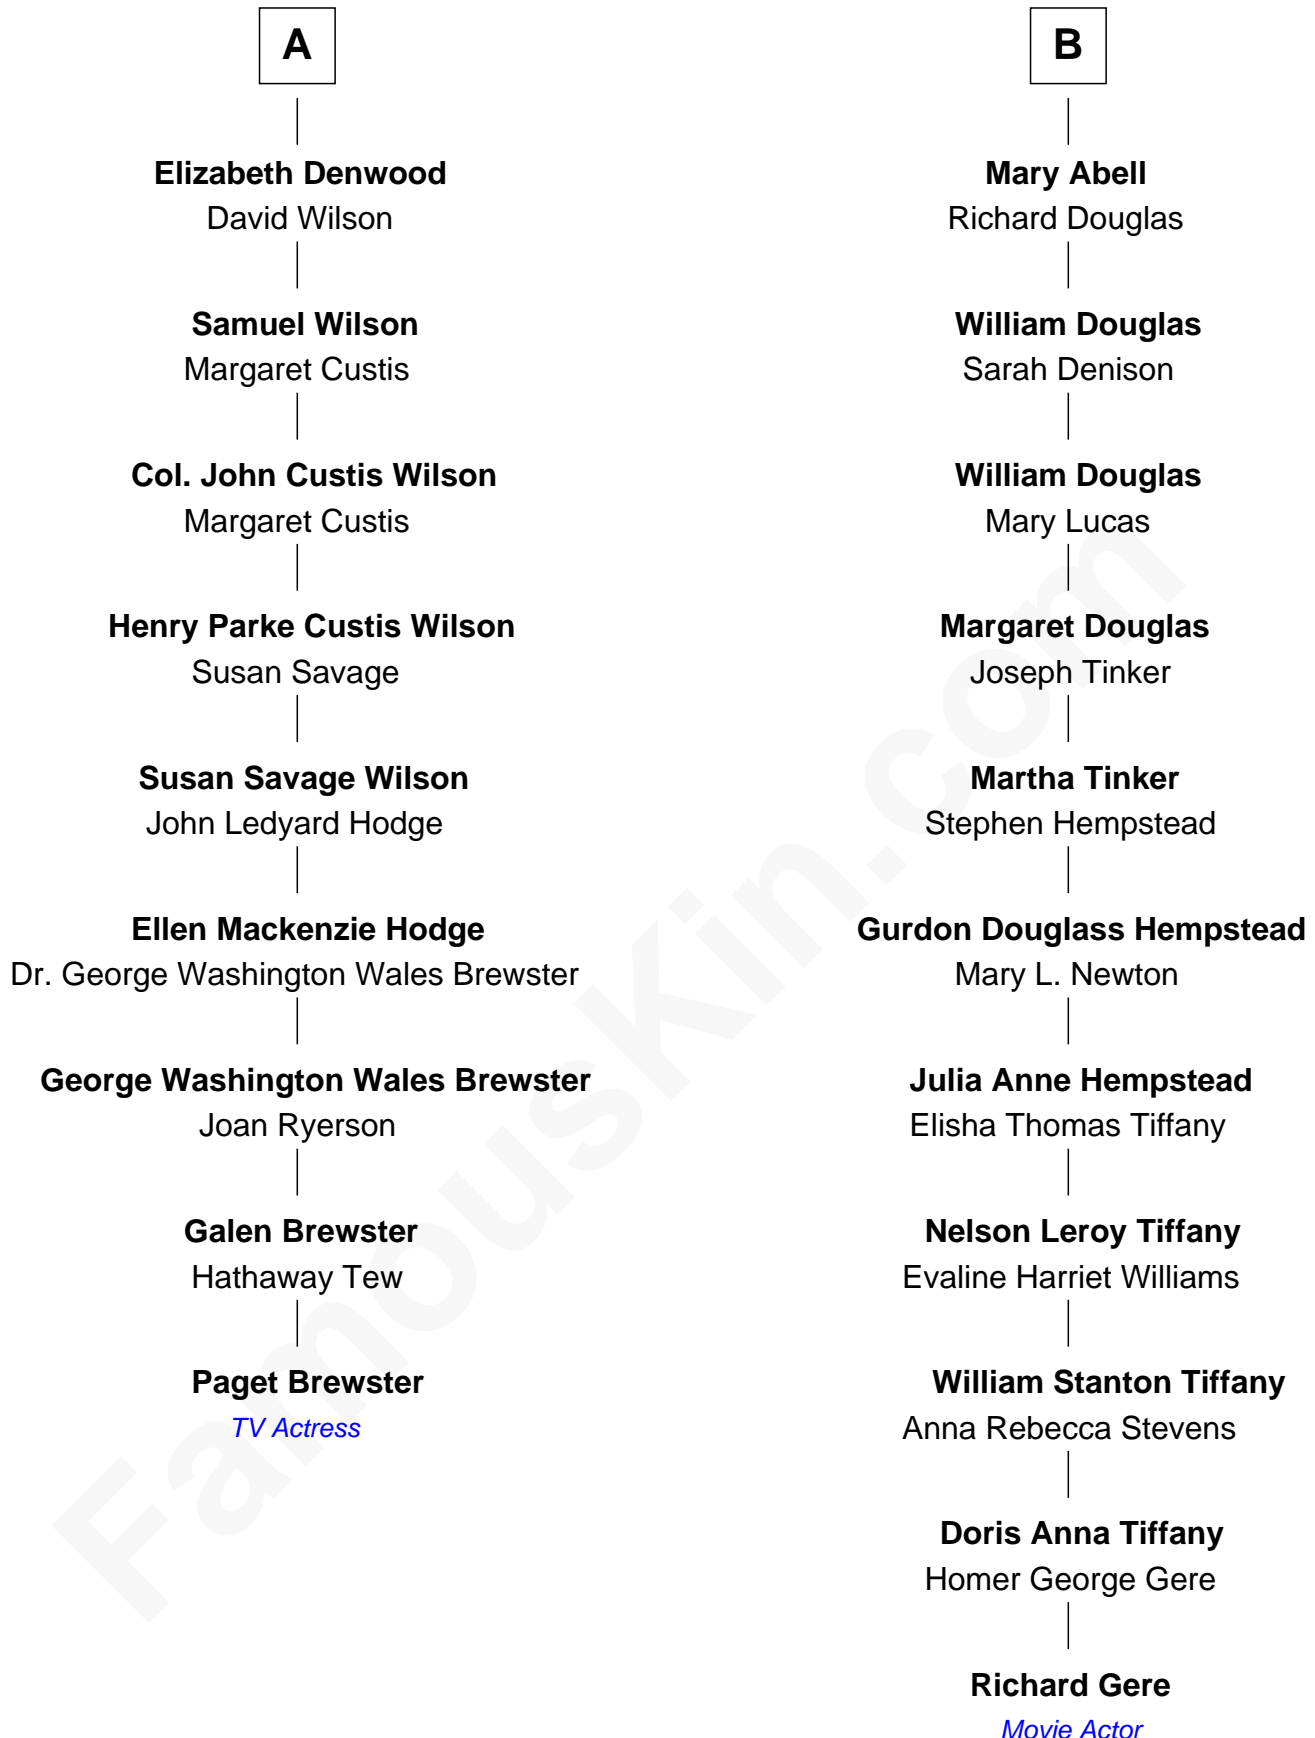 A
Elizabeth Denwood
David Wilson
Samuel Wilson
Margaret Custis
Col. John Custis Wilson
Margaret Custis
Henry Parke Custis Wilson
Susan Savage
Susan Savage Wilson
John Ledyard Hodge
Ellen Mackenzie Hodge
Dr. George Washington Wales Brewster
George Washington Wales Brewster
Joan Ryerson
Galen Brewster
Hathaway Tew
Paget Brewster
TV Actress
B
Mary Abell
Richard Douglas
William Douglas
Sarah Denison
William Douglas
Mary Lucas
Margaret Douglas
Joseph Tinker
Martha Tinker
Stephen Hempstead
Gurdon Douglass Hempstead
Mary L. Newton
Julia Anne Hempstead
Elisha Thomas Tiffany
Nelson Leroy Tiffany
Evaline Harriet Williams
William Stanton Tiffany
Anna Rebecca Stevens
Doris Anna Tiffany
Homer George Gere
Richard Gere
Movie Actor
FamousKin.com